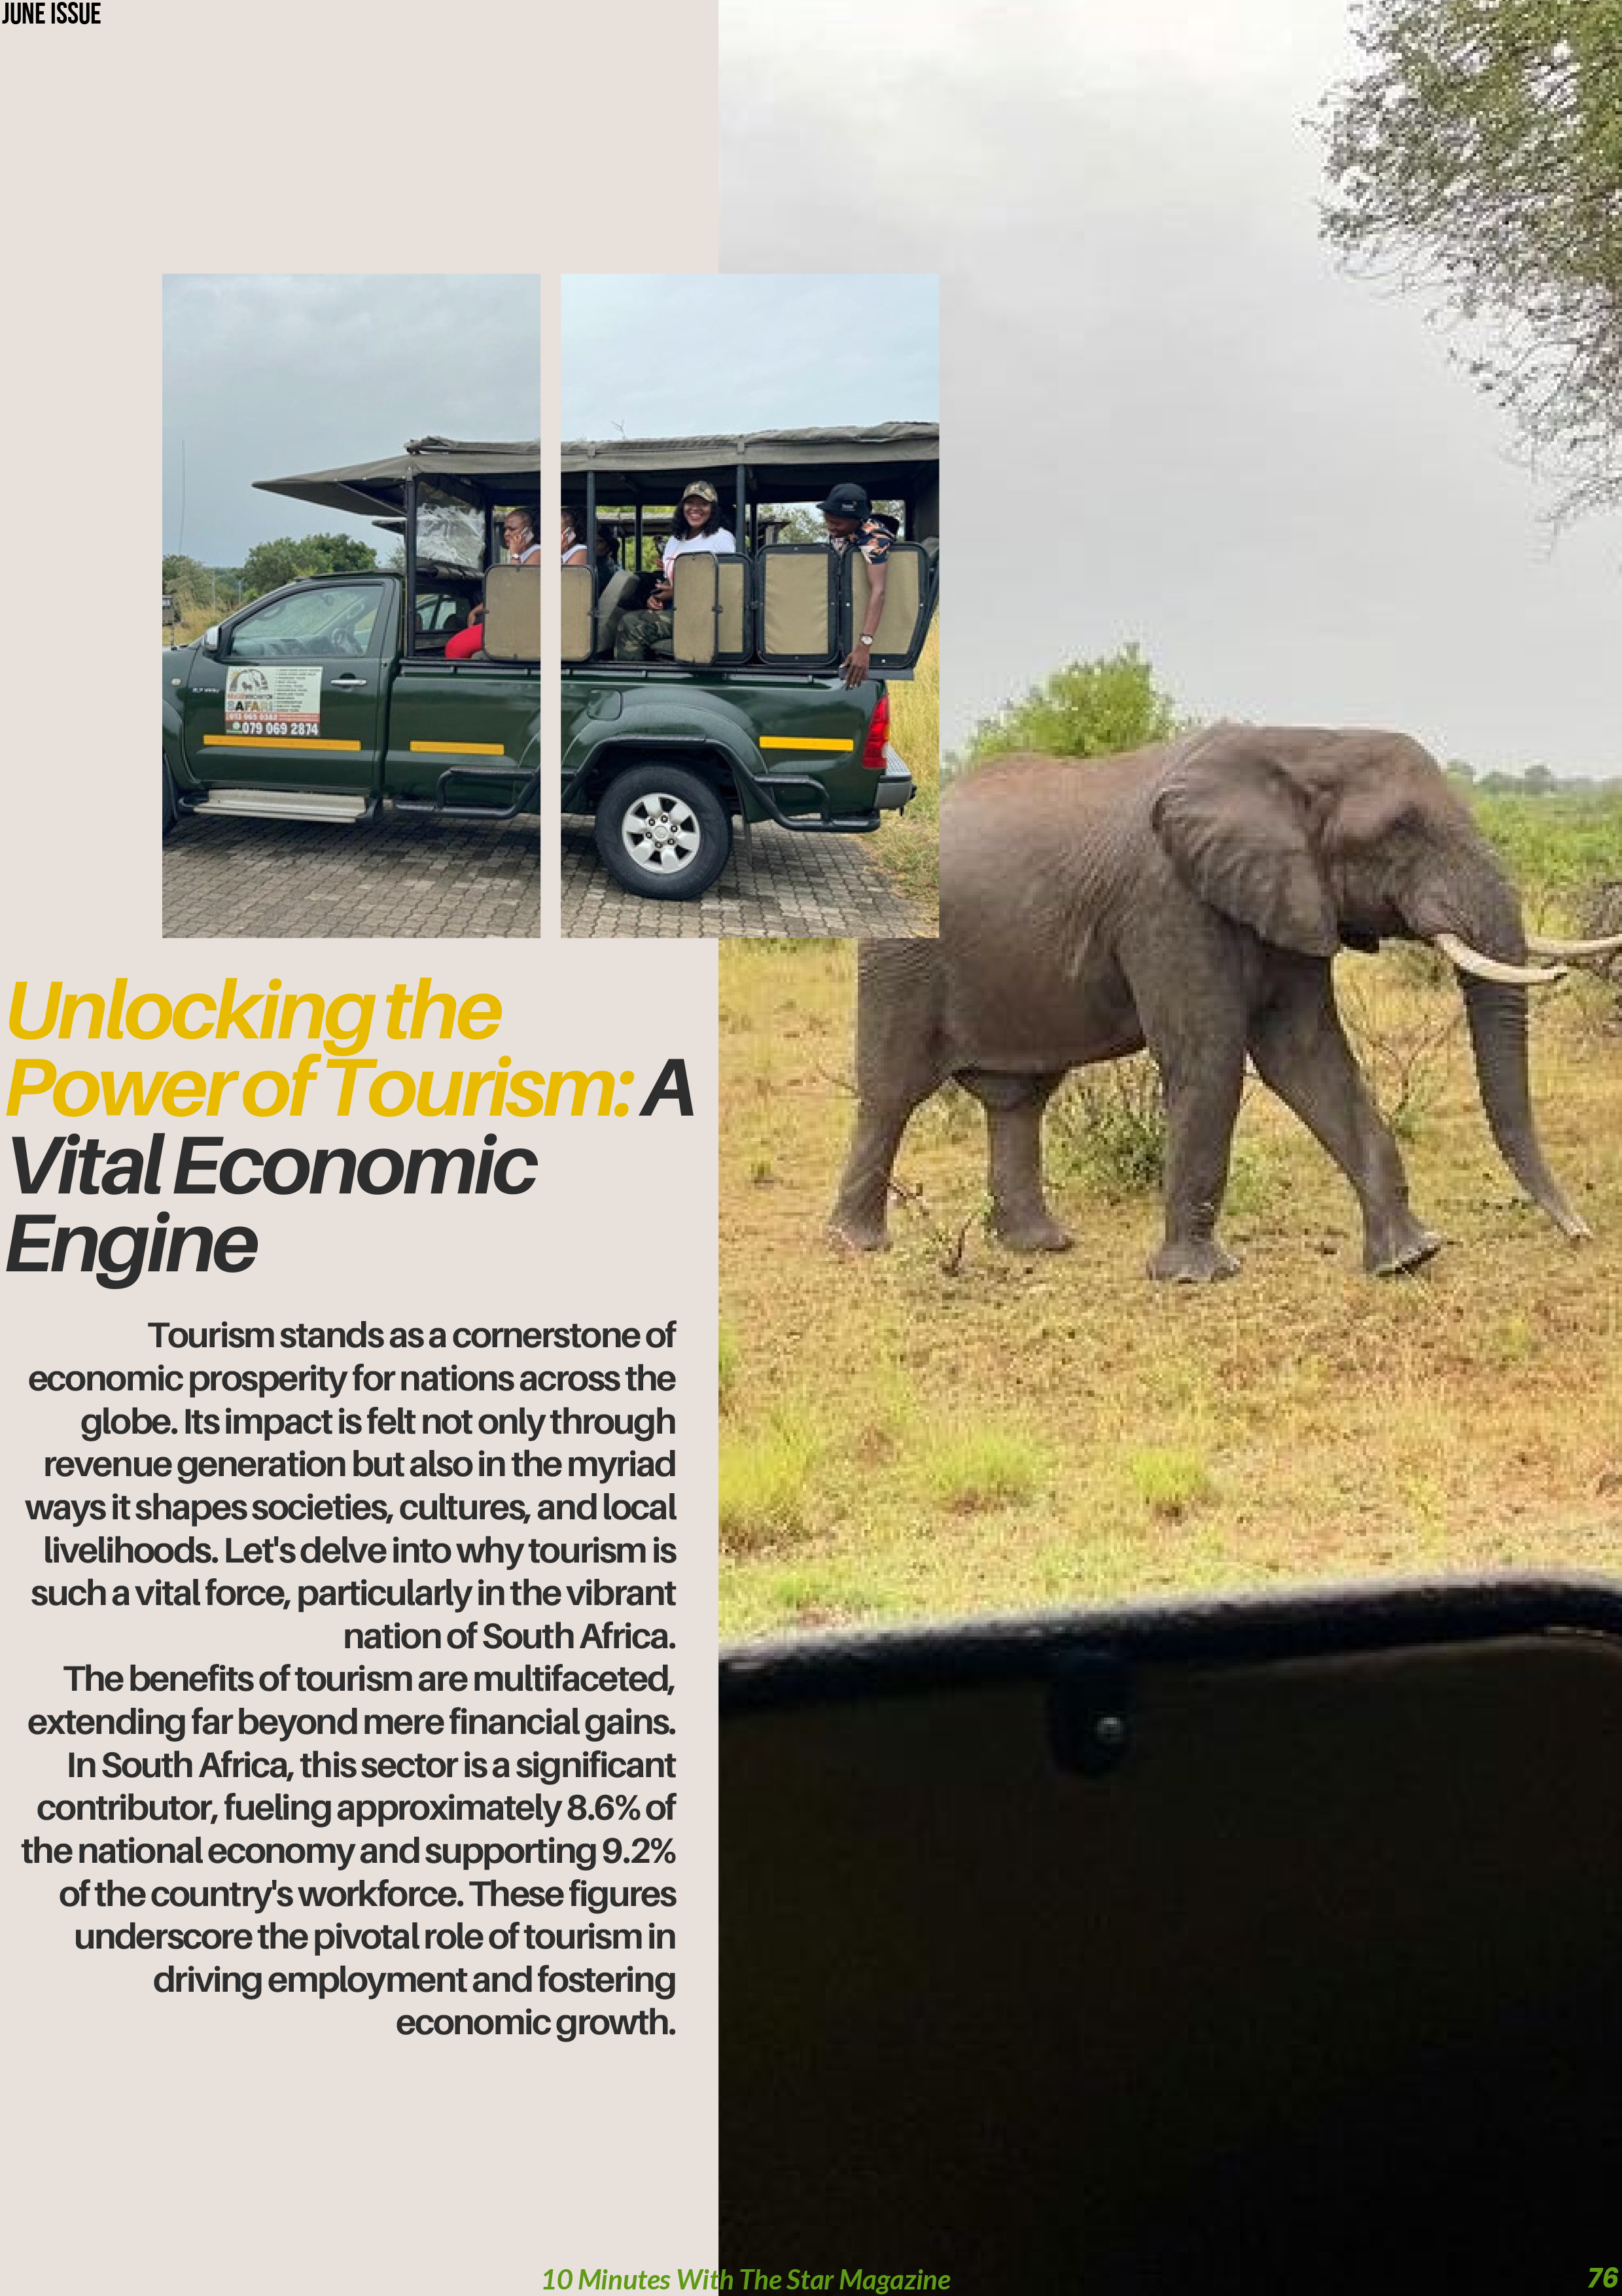 JUNE ISSUE
SAFARI
079 069 2874
Unlocking the
Power of Tourism: A
Vital Economic
Engine
Tourism stands as a cornerstone of
economic prosperity for nations across the
globe. Its impact is felt not only through
revenue generation but also in the myriad
ways it shapes societies, cultures, and local
livelihoods. Let's delve into why tourism is
such a vital force, particularly in the vibrant
nation of South Africa.
The benefits of tourism are multifaceted,
extending far beyond mere financial gains.
In South Africa, this sector is a significant
contributor, fueling approximately 8.6% of
the national economy and supporting 9.2%
of the country's workforce. These figures
underscore the pivotal role of tourism in
driving employment and fostering
economic growth.
10 Minutes With The Star Magazine
76